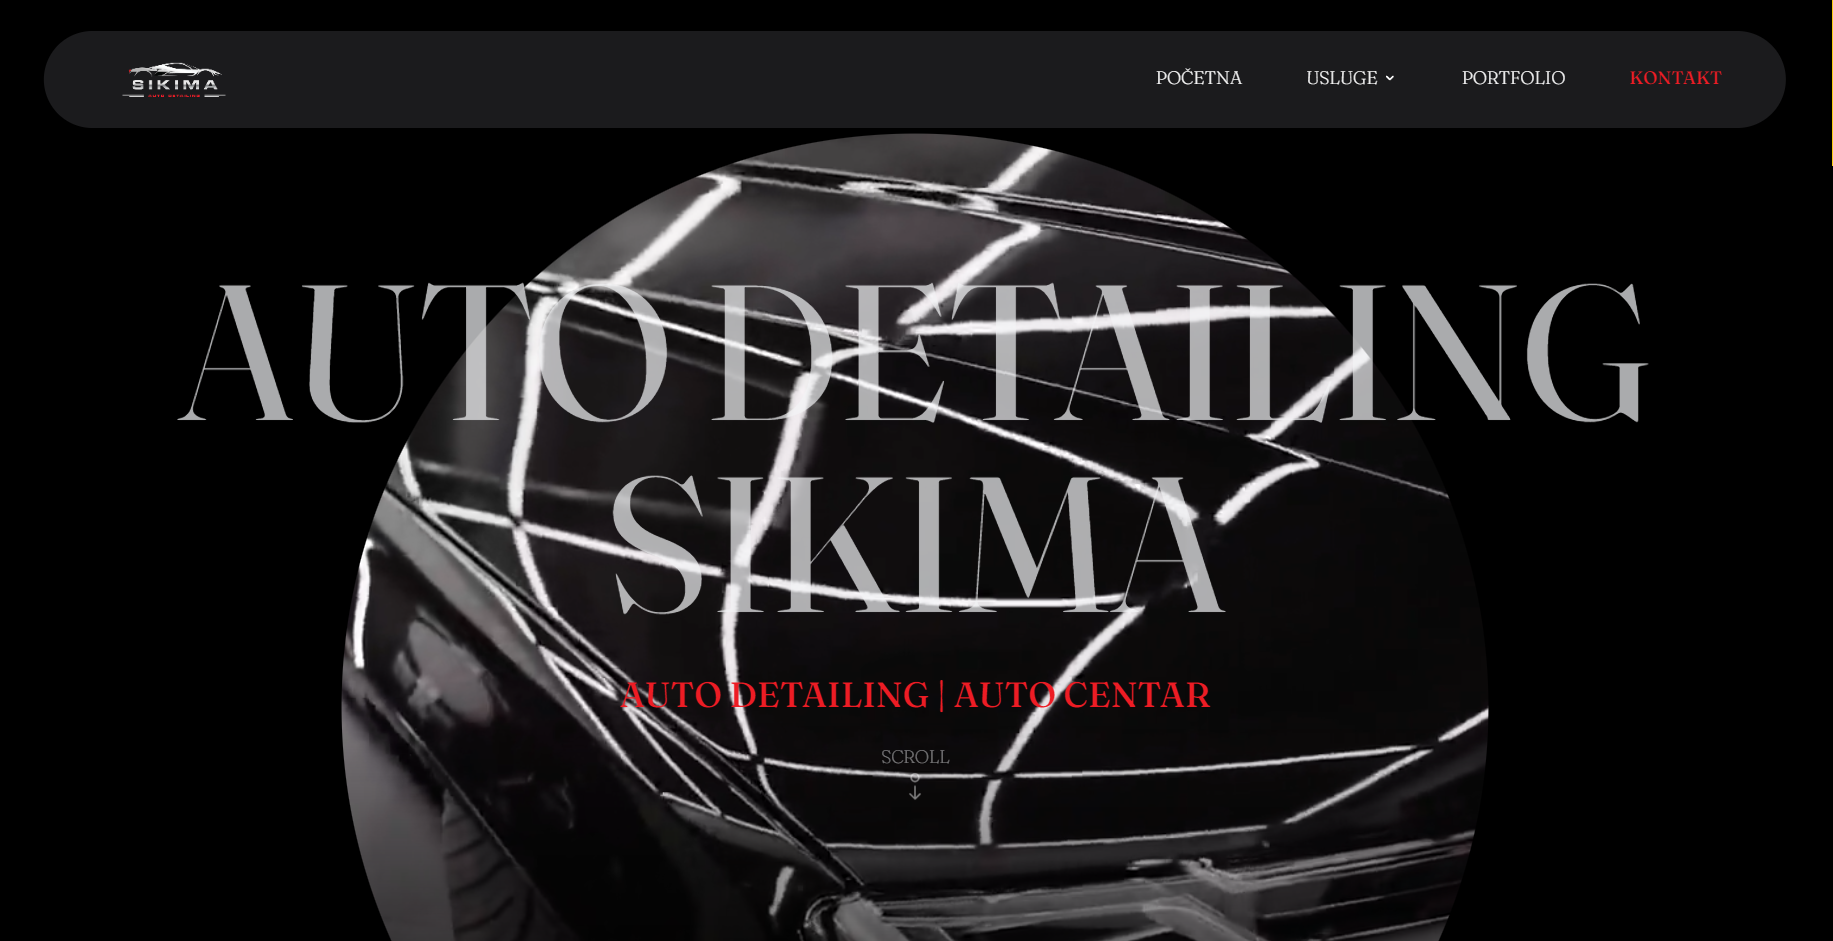 SIKIMA
AUTO DETAILING
POČETNA
USLUGE
PORTFOLIO
KONTAKT
AUTO DETAILING
SIKIMA
AUTO DETAILING | AUTO CENTAR
SCROLL